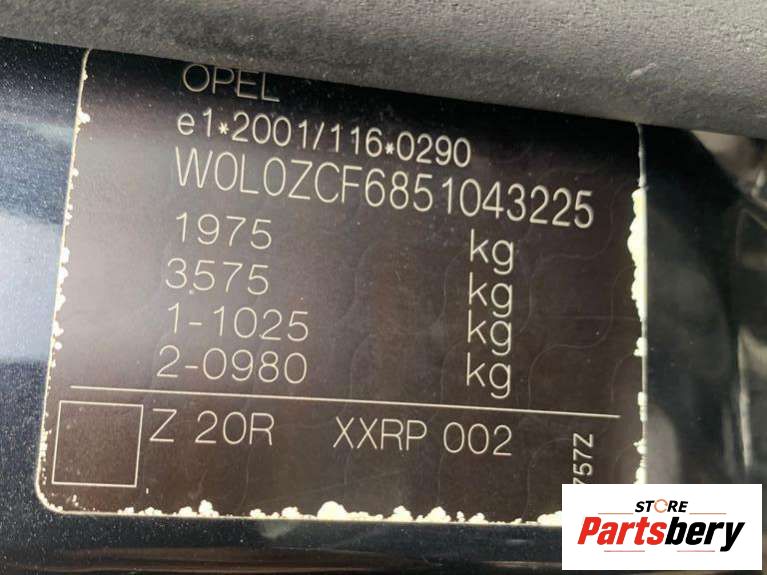 OPEL
e1*2001/116*0290
W0L0ZCF6851043225
1975 kg
3575 kg
1-1025 kg
2-0980 kg
Z 20R XXRP 002
757Z
STORE
Partsbery